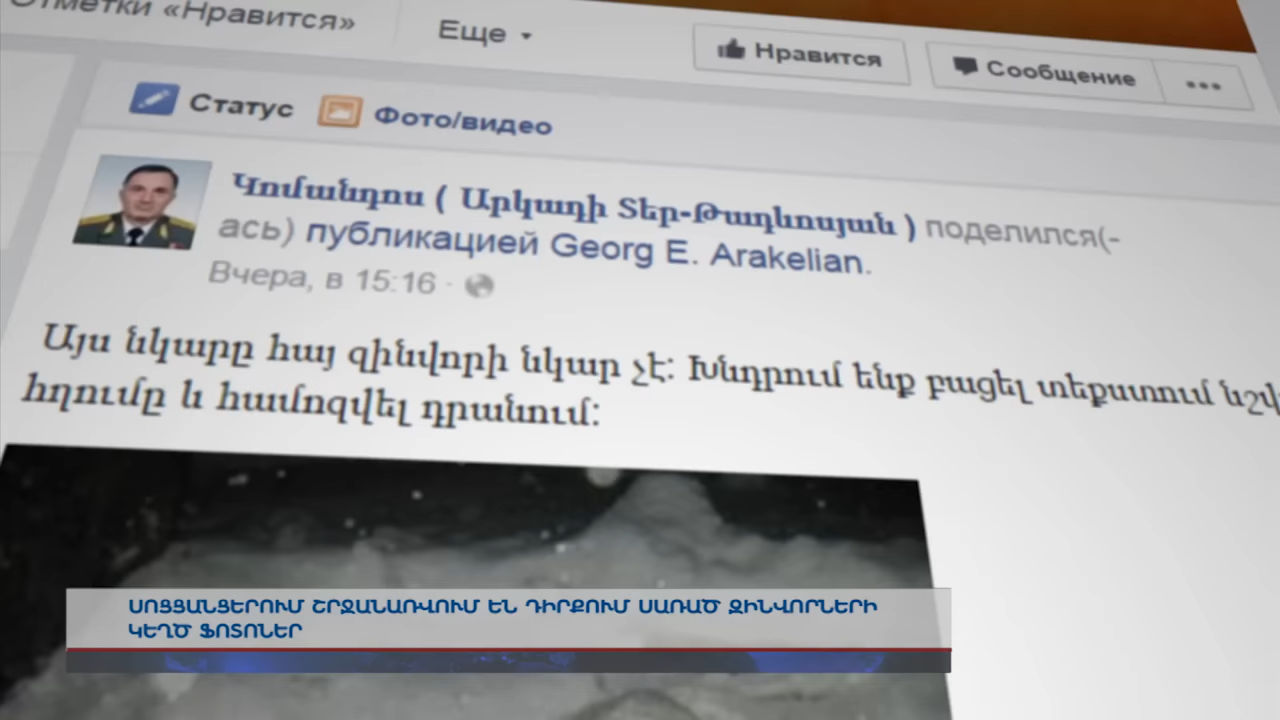 Отметки «Нравится»
Еще
Нравится
Сообщение
Статус
Фото/видео
Կոմանդոս ( Արկադի Տեր-Թադևոսյան ) поделился(-
ась) публикацией Georg E. Arakelian.
Вчера, в 15:16 ·
Այս նկարը հայ զինվորի նկար չէ: Խնդրում ենք բացել տեքստում
հղումը և համոզվել դրանում:
ՍՈՑՑԱՆՑԵՐՈՒՄ ՇՐՋԱՆԱՌՎՈՒՄ ԵՆ ԴԻՐՔՈՒՄ ՍԱՌԱԾ ԶԻՆՎՈՐՆԵՐԻ
ԿԵՂԾ ՖՈՏՈՆԵՐ